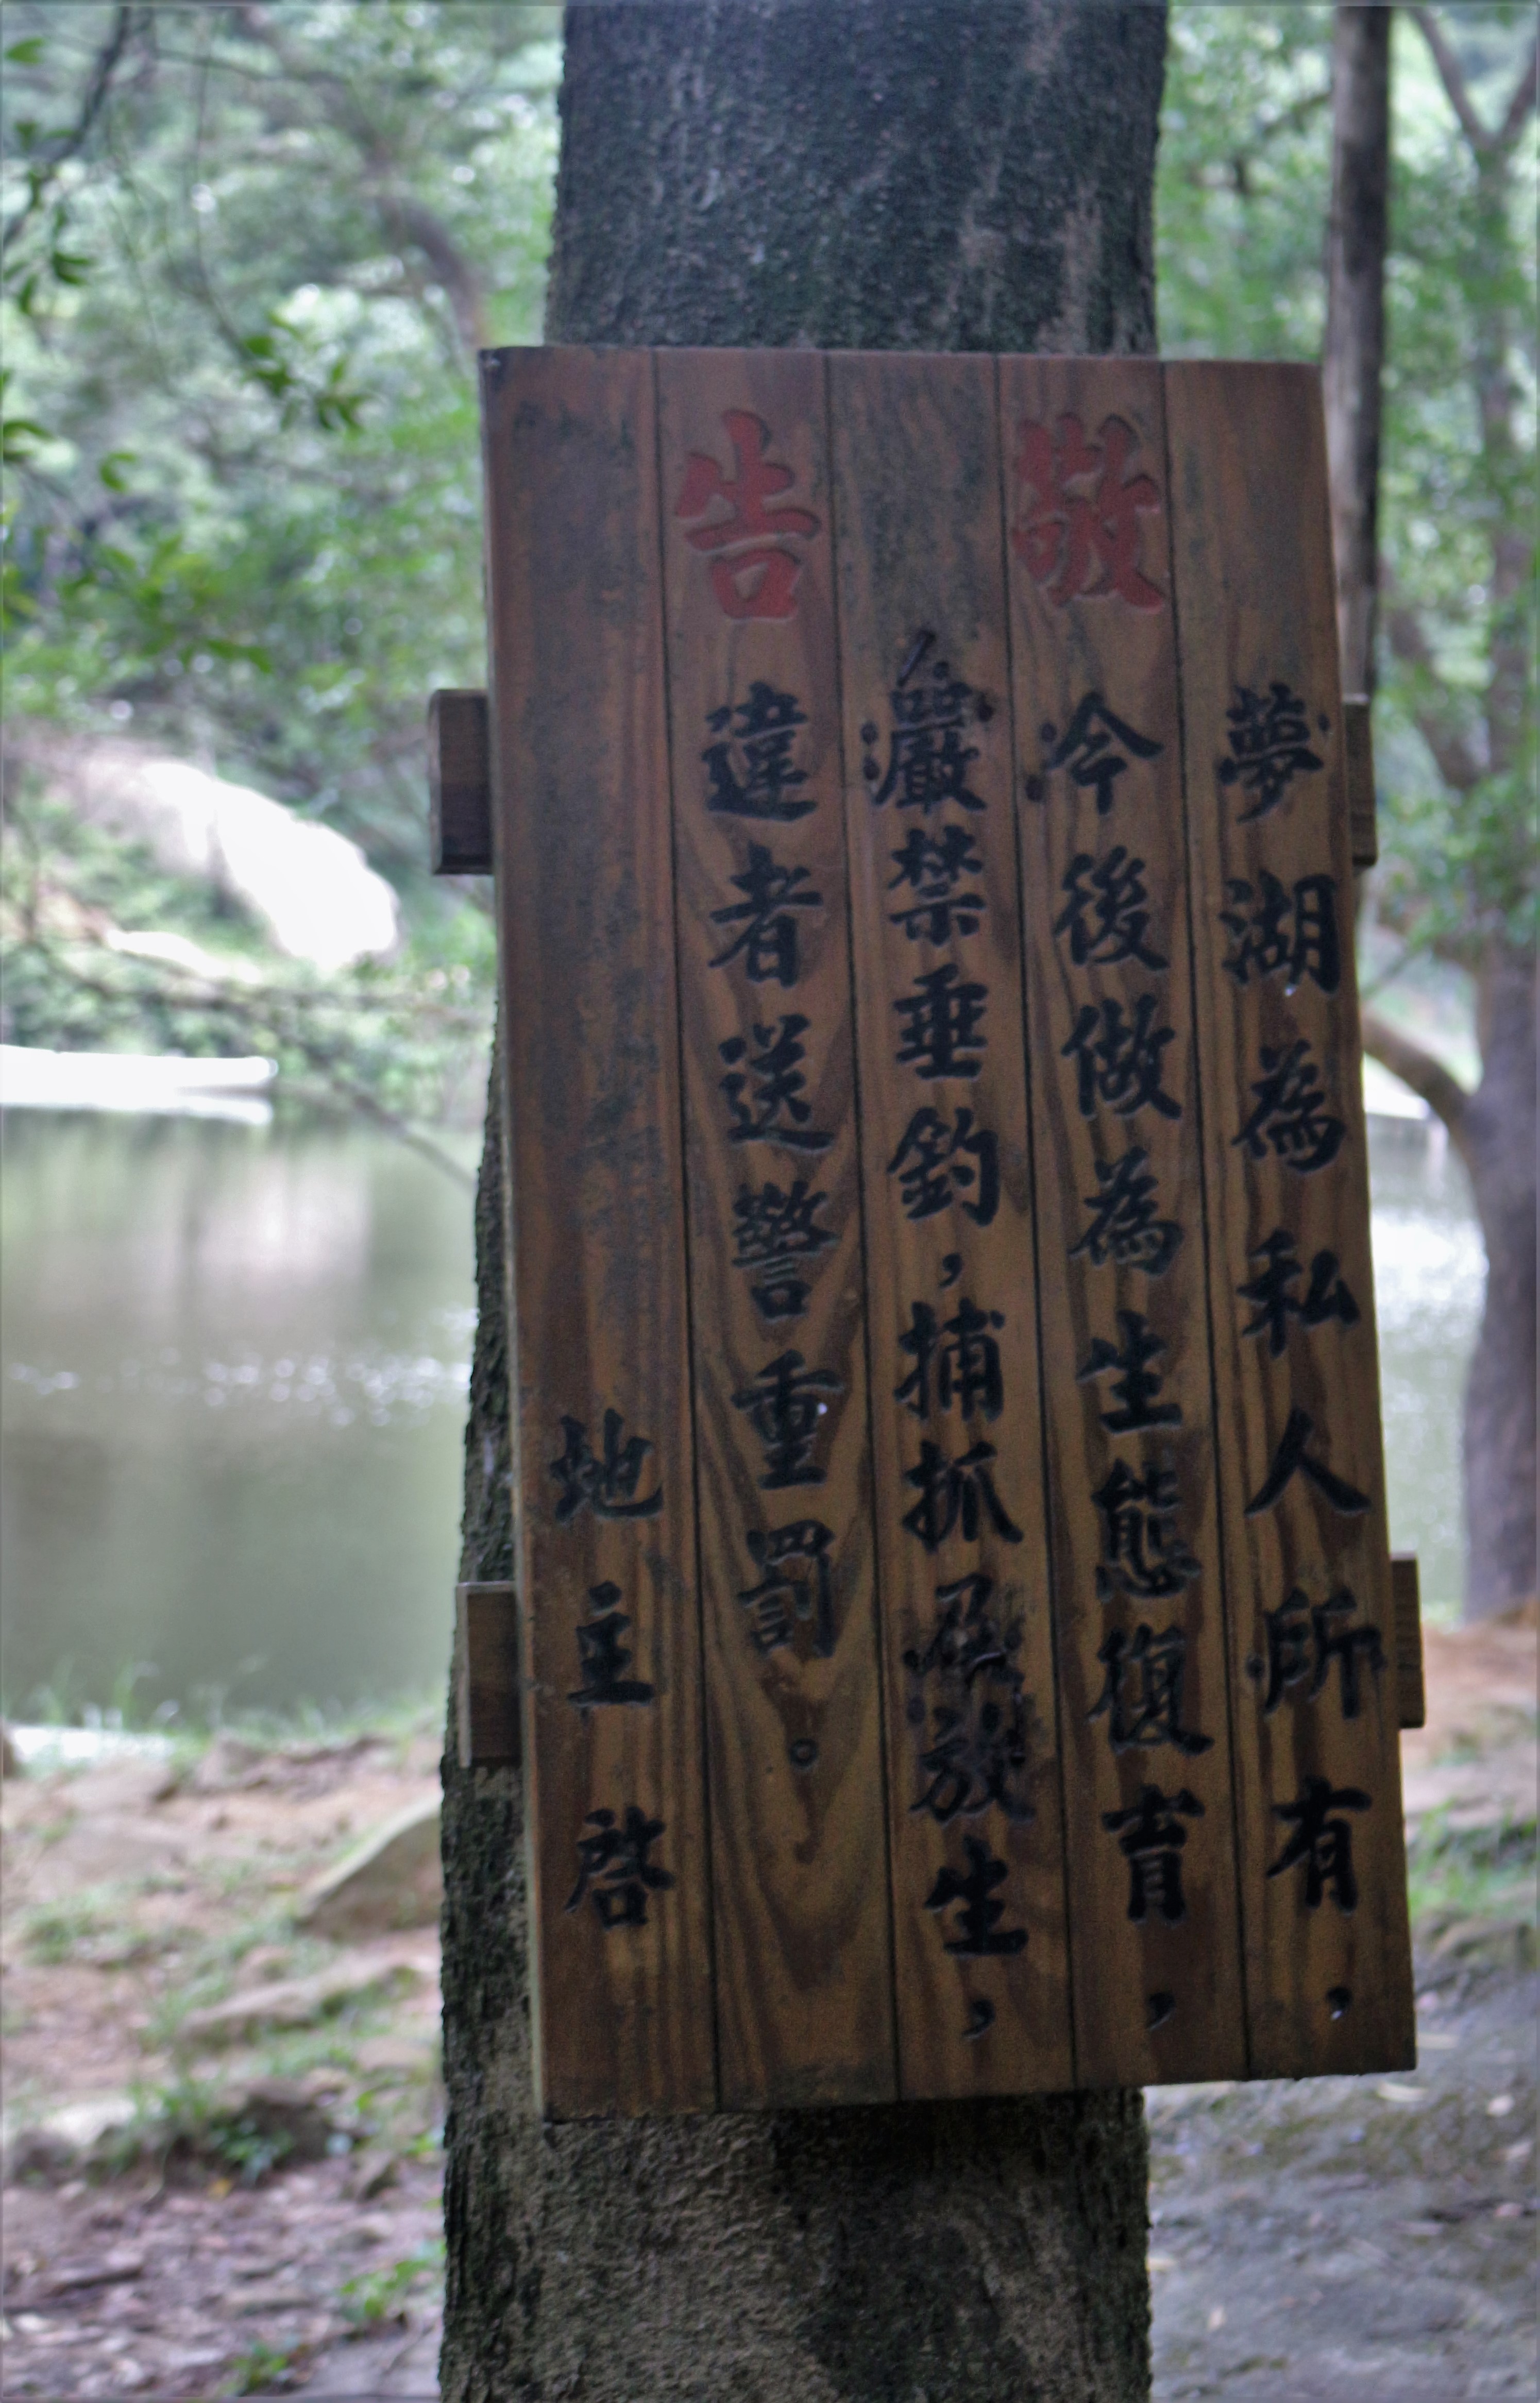 敬告
夢湖為私人所有，
今後做為生態復育，
嚴禁垂釣，捕抓及放生，
違者送警重罰。
地主啓